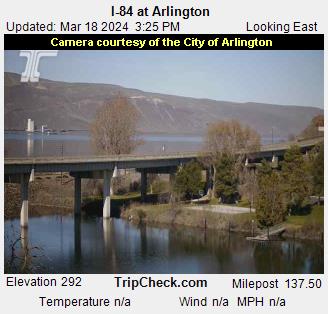 I-84 at Arlington
Updated: Mar 18 2024 3:25 PM Looking East
Camera courtesy of the City of Arlington
Elevation 292 TripCheck.com Milepost 137.50
Temperature n/a Wind n/a MPH n/a